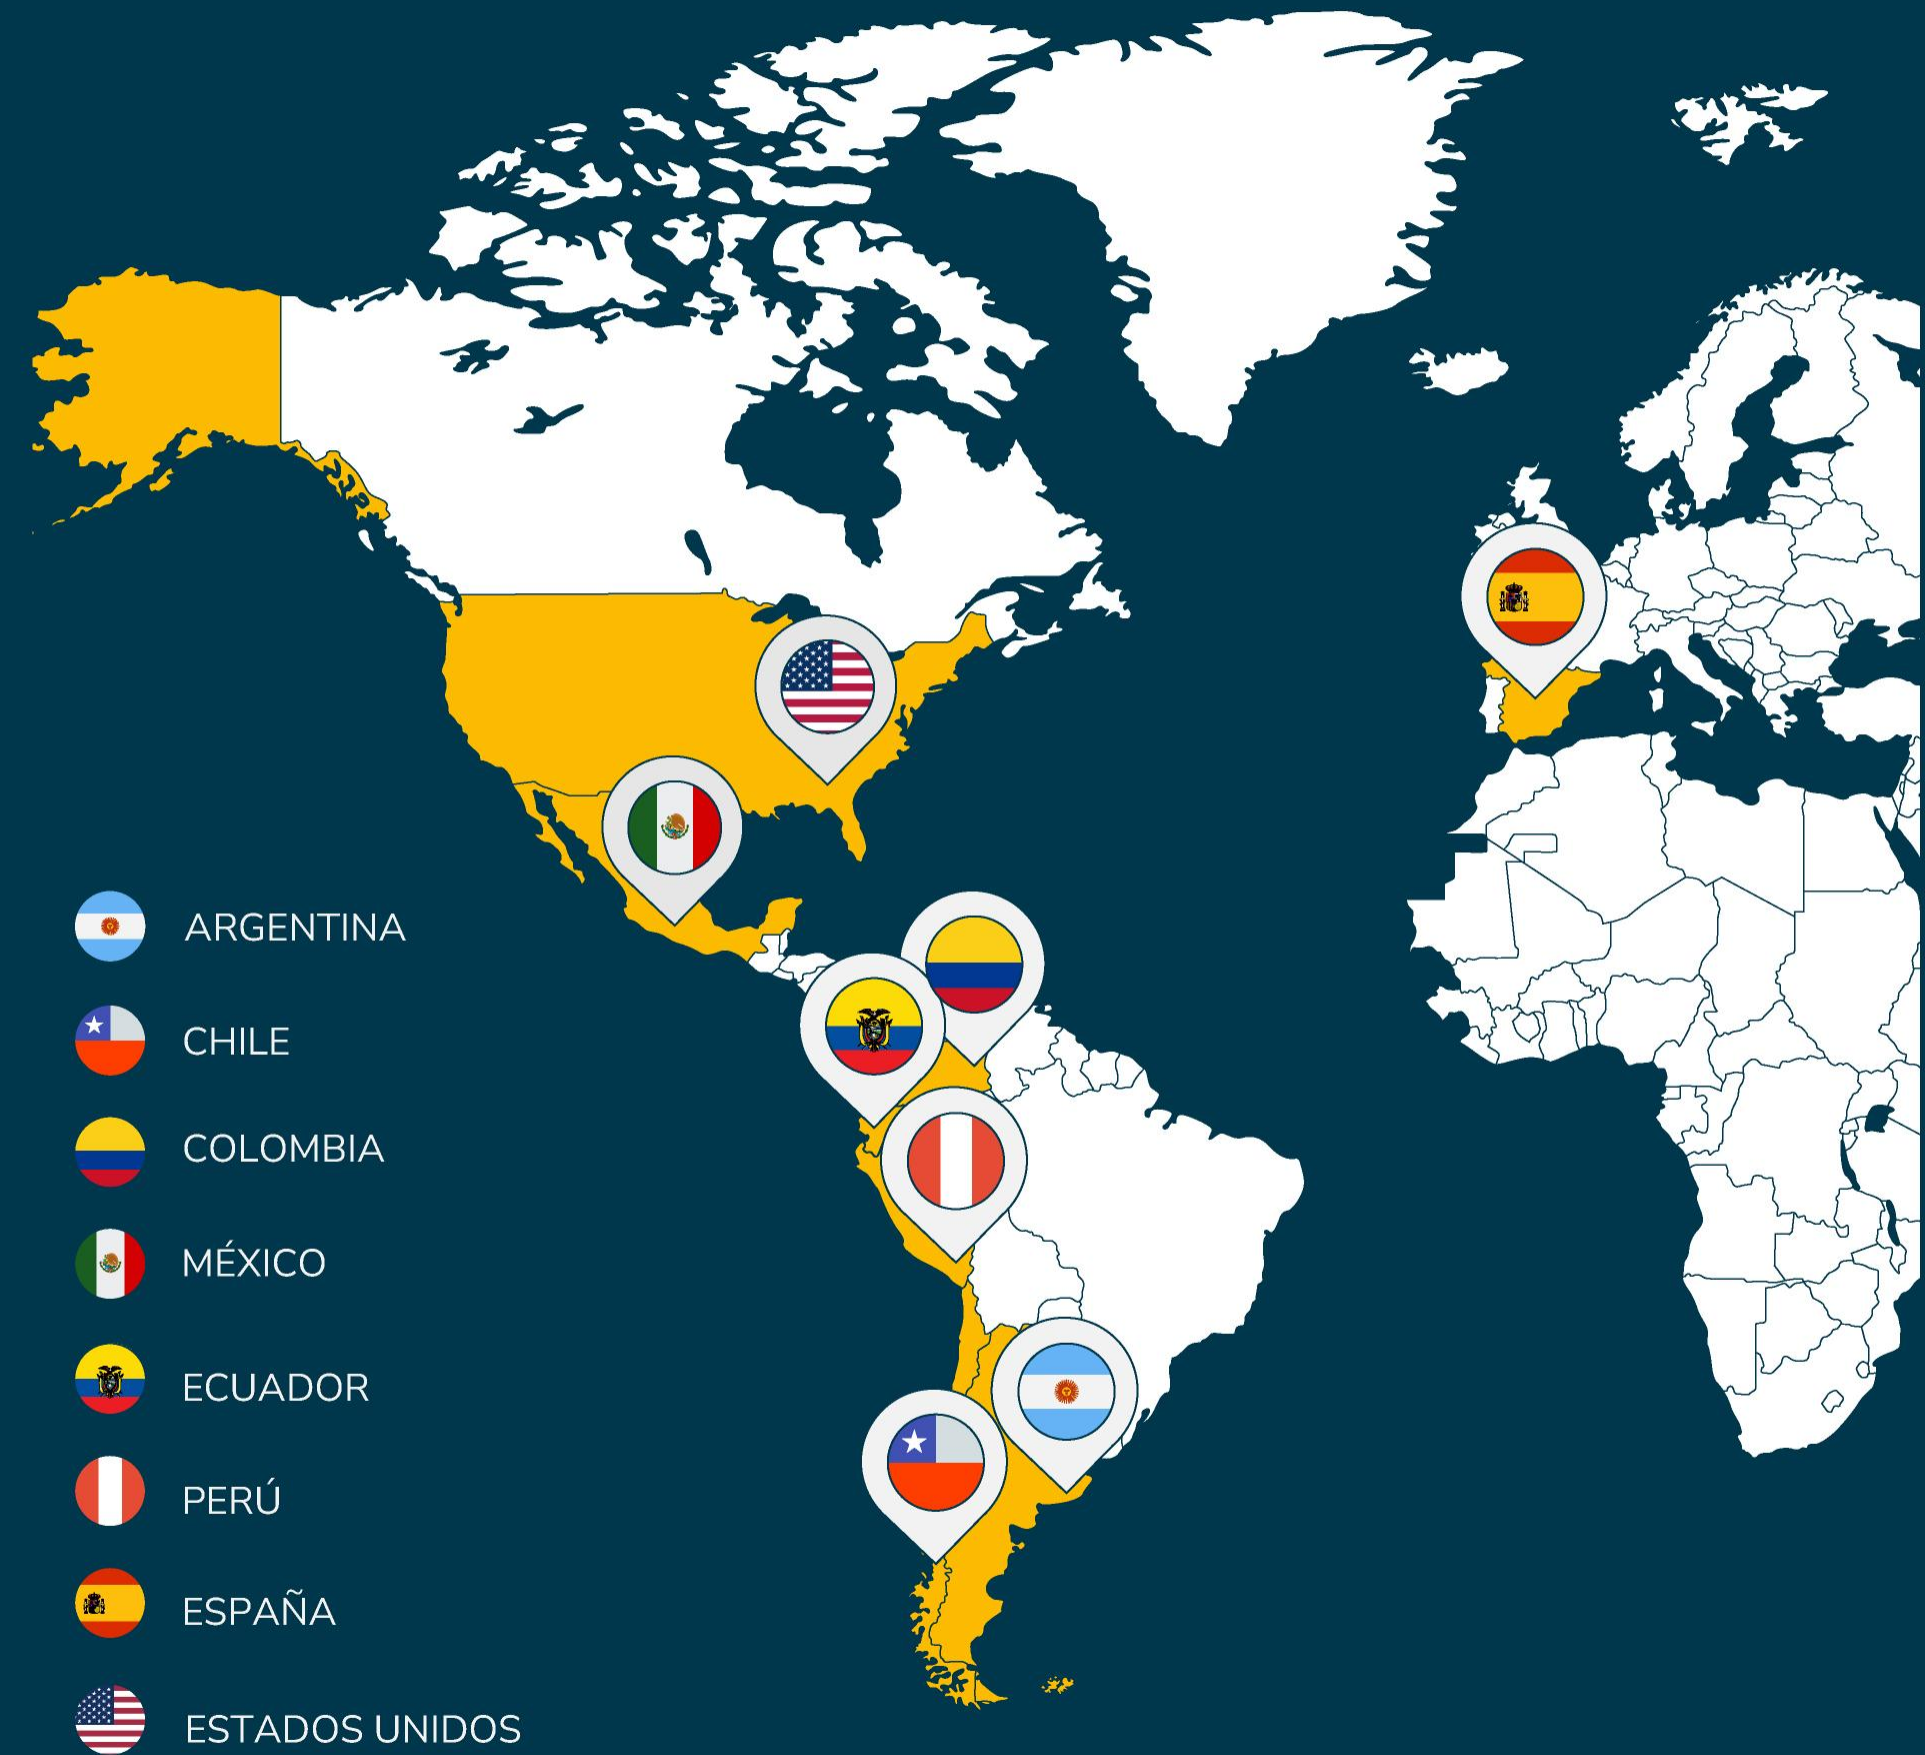 ARGENTINA
CHILE
COLOMBIA
MÉXICO
ECUADOR
PERÚ
ESPAÑA
ESTADOS UNIDOS